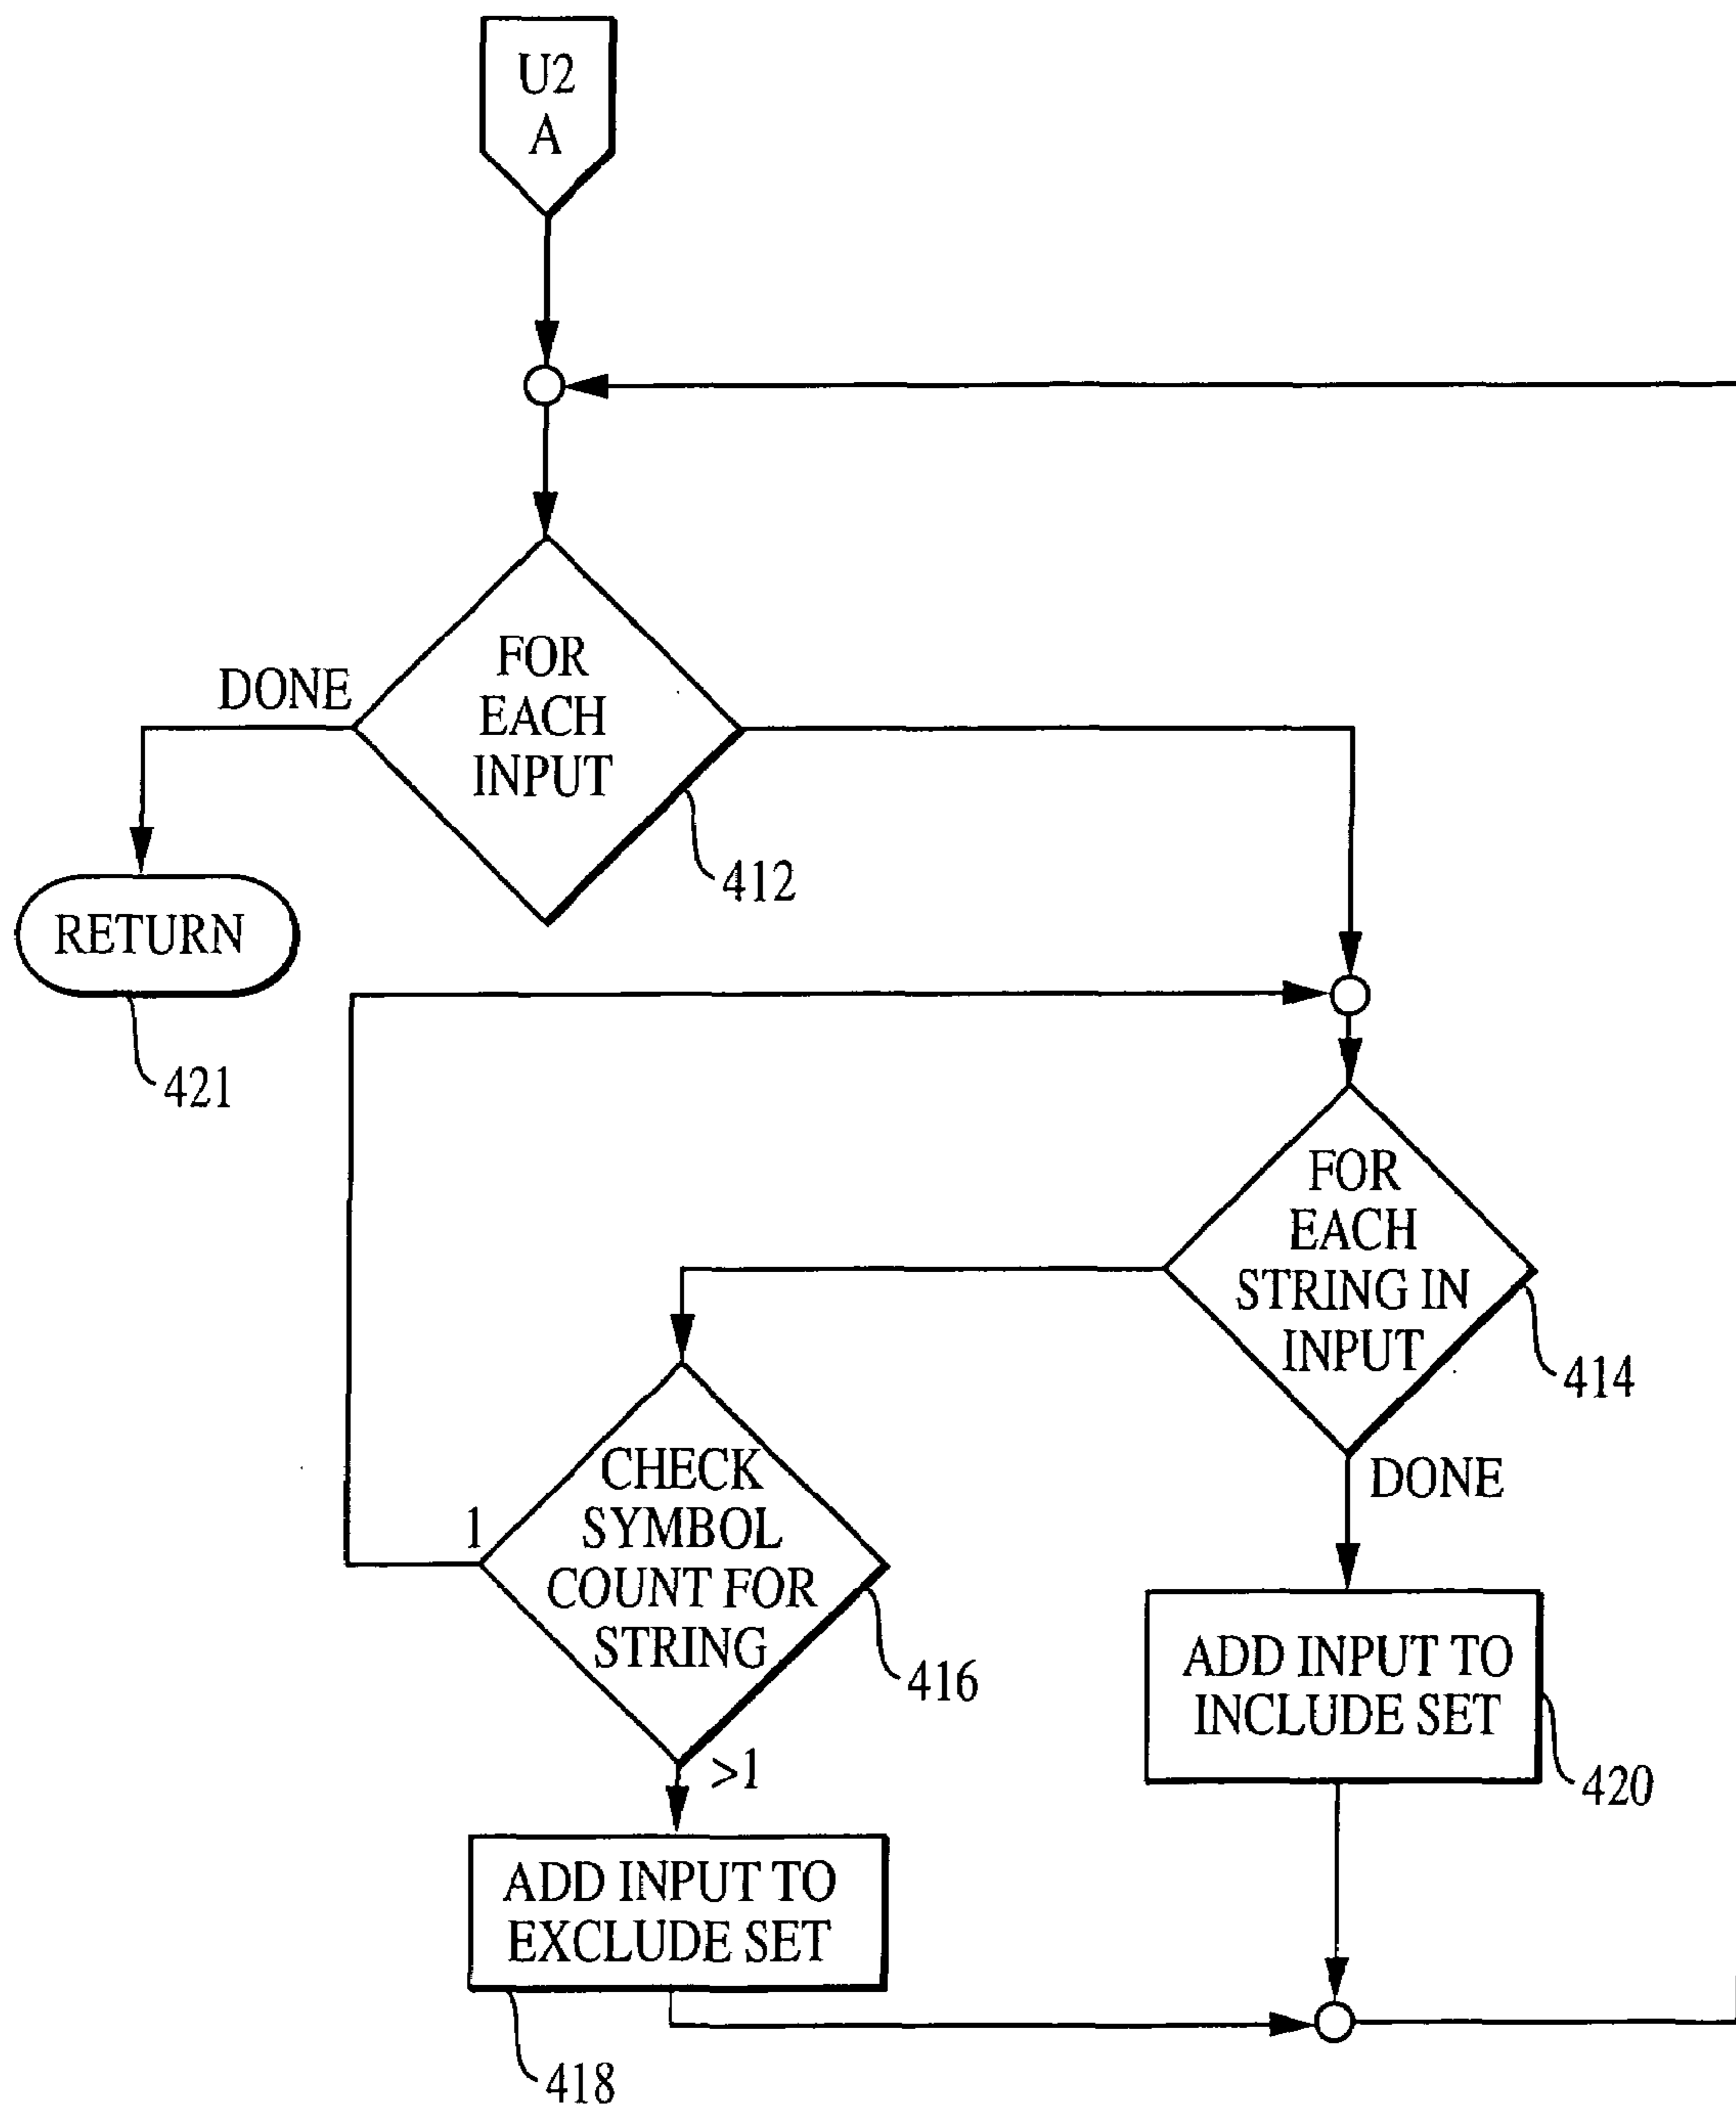 U2
A
DONE
FOR
EACH
INPUT
412
RETURN
421
FOR
EACH
STRING IN
INPUT
414
DONE
CHECK
SYMBOL
COUNT FOR
STRING
1
416
>1
ADD INPUT TO
INCLUDE SET
420
ADD INPUT TO
EXCLUDE SET
418